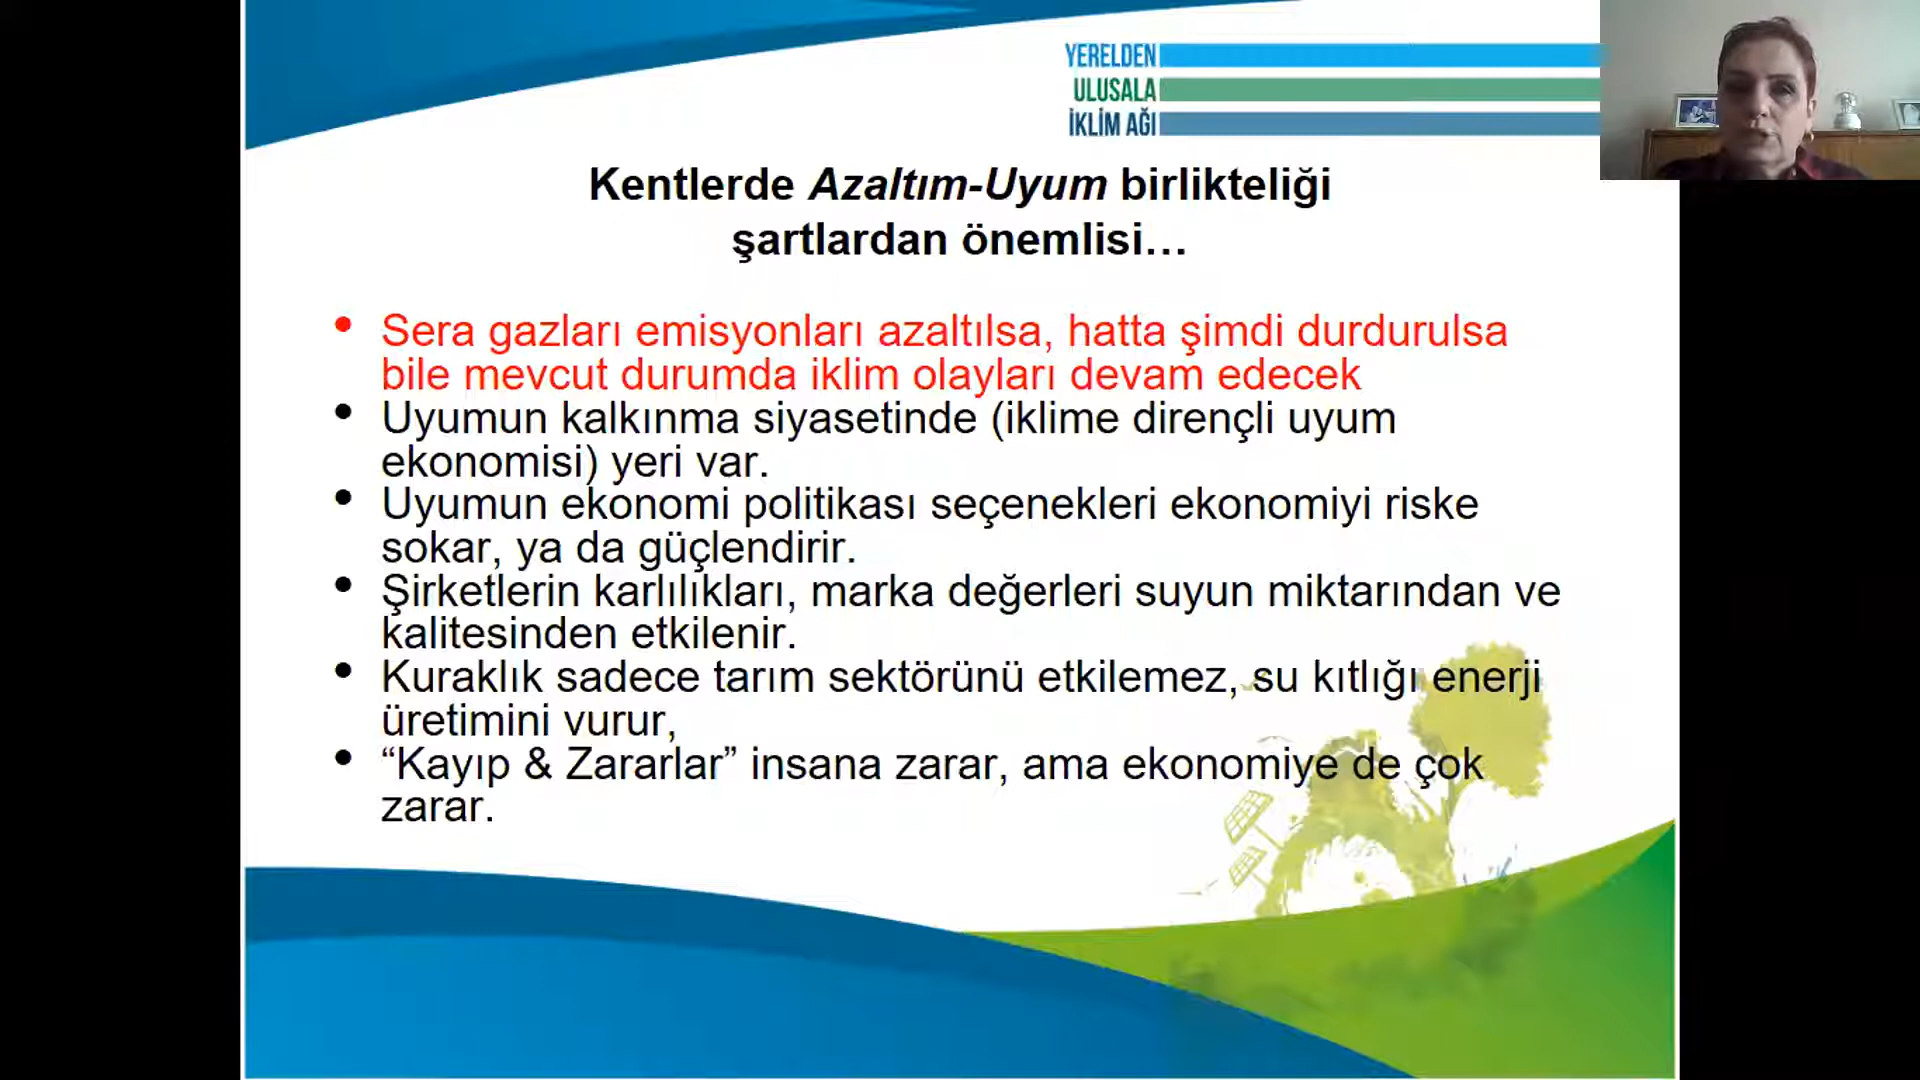 YERELDEN
ULUSALA
İKLİM AĞI
Kentlerde Azaltım-Uyum birlikteliği
şartlardan önemlisi…
• Sera gazları emisyonları azaltılsa, hatta şimdi durdurulsa
bile mevcut durumda iklim olayları devam edecek
• Uyumun kalkınma siyasetinde (iklime dirençli uyum
ekonomisi) yeri var.
• Uyumun ekonomi politikası seçenekleri ekonomiyi riske
sokar, ya da güçlendirir.
• Şirketlerin karlılıkları, marka değerleri suyun miktarından ve
kalitesinden etkilenir.
• Kuraklık sadece tarım sektörünü etkilemez, su kıtlığı enerji
üretimini vurur,
• “Kayıp & Zararlar” insana zarar, ama ekonomiye de çok
zarar.